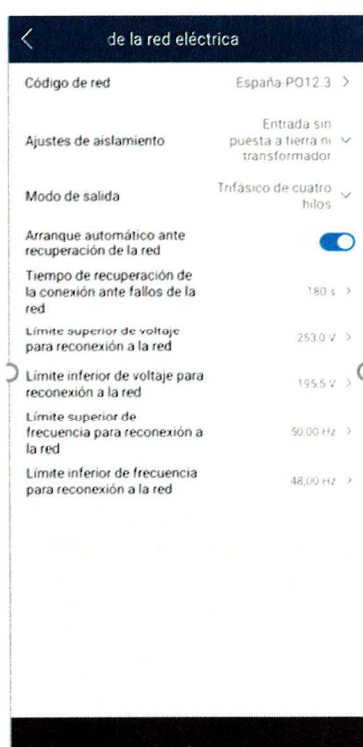 de la red eléctrica
Código de red España-PO12.3
Ajustes de aislamiento Entrada sin
puesta a tierra ni
transformador
Modo de salida Trifásico de cuatro
hilos
Arranque automático ante
recuperación de la red
Tiempo de recuperación de
la conexión ante fallos de la
red 180 s
Límite superior de voltaje
para reconexión a la red 253,0 V
Límite inferior de voltaje para
reconexión a la red 195,5 V
Límite superior de
frecuencia para reconexión a
la red 50,00 Hz
Límite inferior de frecuencia
para reconexión a la red 48,00 Hz